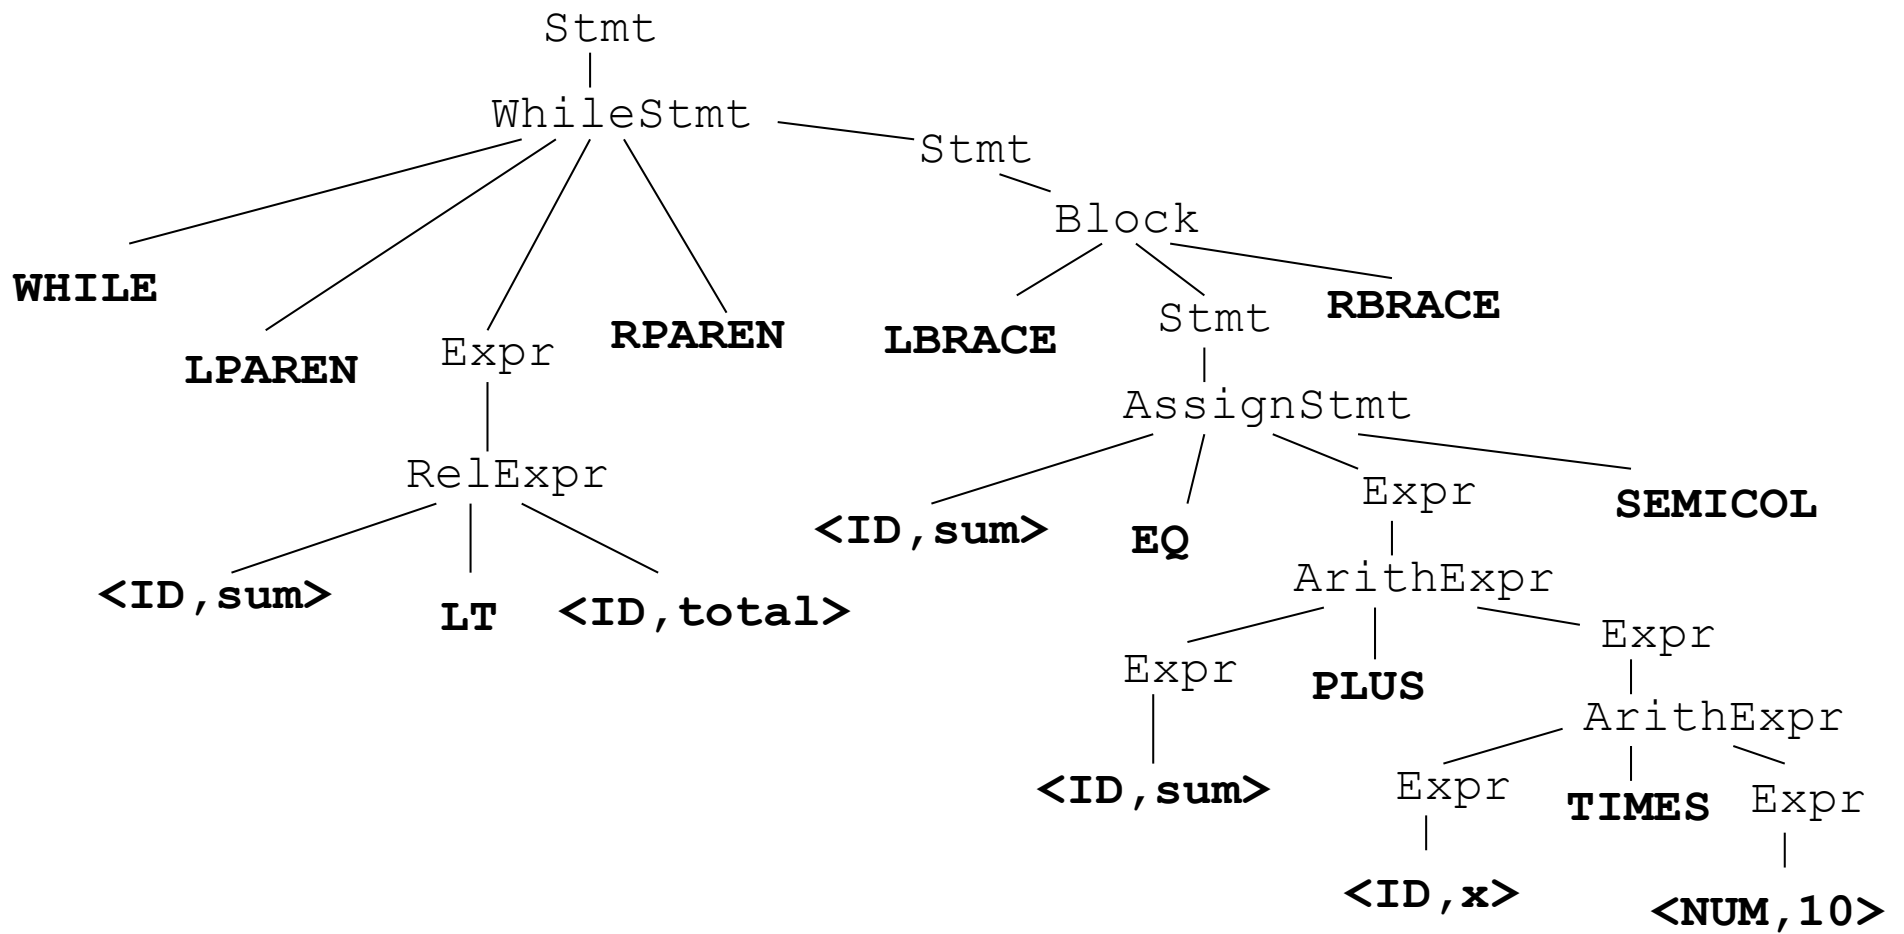 Stmt
WhileStmt
Stmt
Block
WHILE
LPAREN
Expr
RPAREN
LBRACE
Stmt
RBRACE
AssignStmt
RelExpr
<ID,sum>
EQ
Expr
SEMICOL
<ID,sum>
LT
<ID,total>
ArithExpr
Expr
PLUS
Expr
ArithExpr
<ID,sum>
Expr
TIMES
Expr
<ID,x>
<NUM,10>